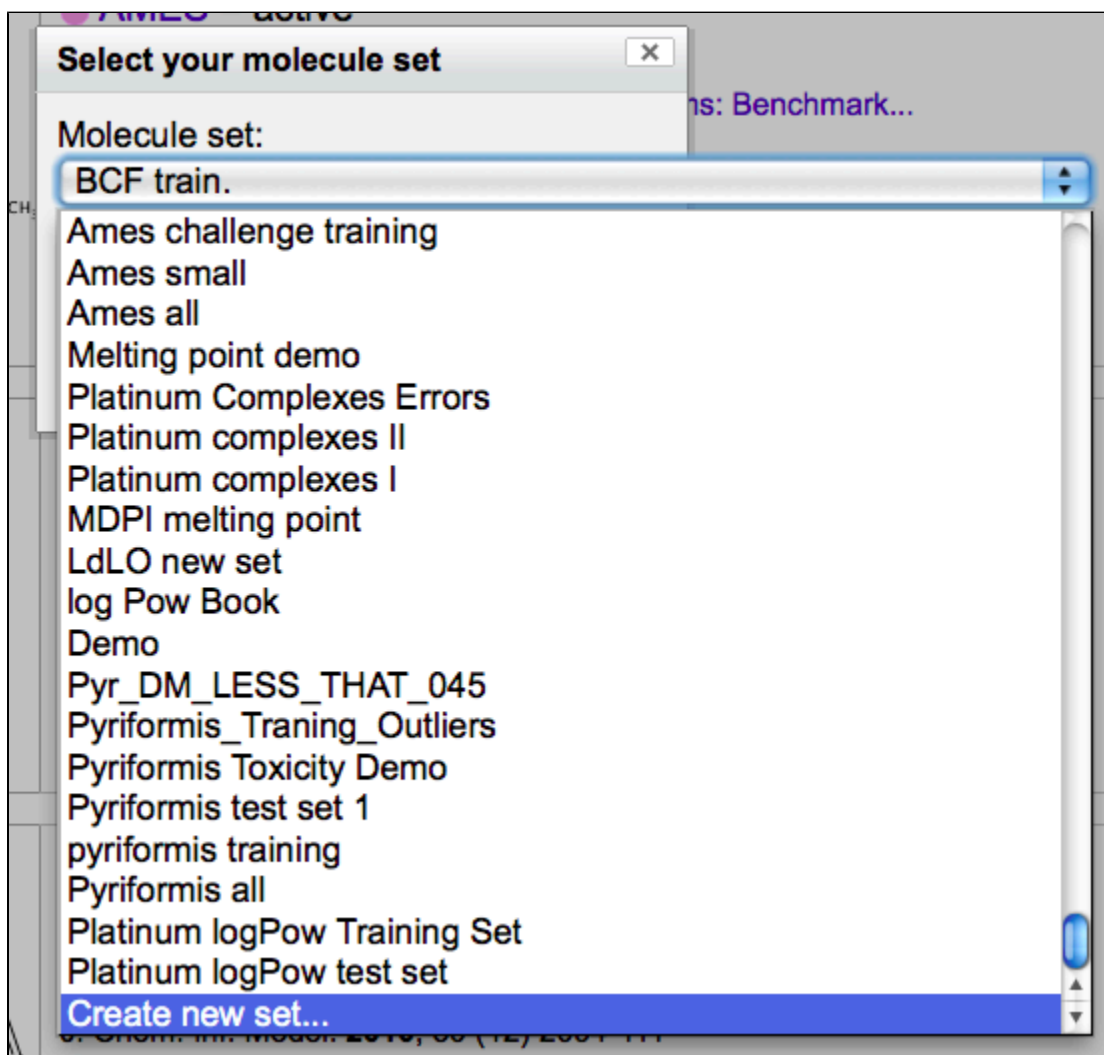 AMES active
Select your molecule set
ns: Benchmark...
Molecule set:
BCF train.
CH₃
Ames challenge training
Ames small
Ames all
Melting point demo
Platinum Complexes Errors
Platinum complexes II
Platinum complexes I
MDPI melting point
LdLO new set
log Pow Book
Demo
Pyr_DM_LESS_THAT_045
Pyriformis_Traning_Outliers
Pyriformis Toxicity Demo
Pyriformis test set 1
pyriformis training
Pyriformis all
Platinum logPow Training Set
Platinum logPow test set
Create new set...